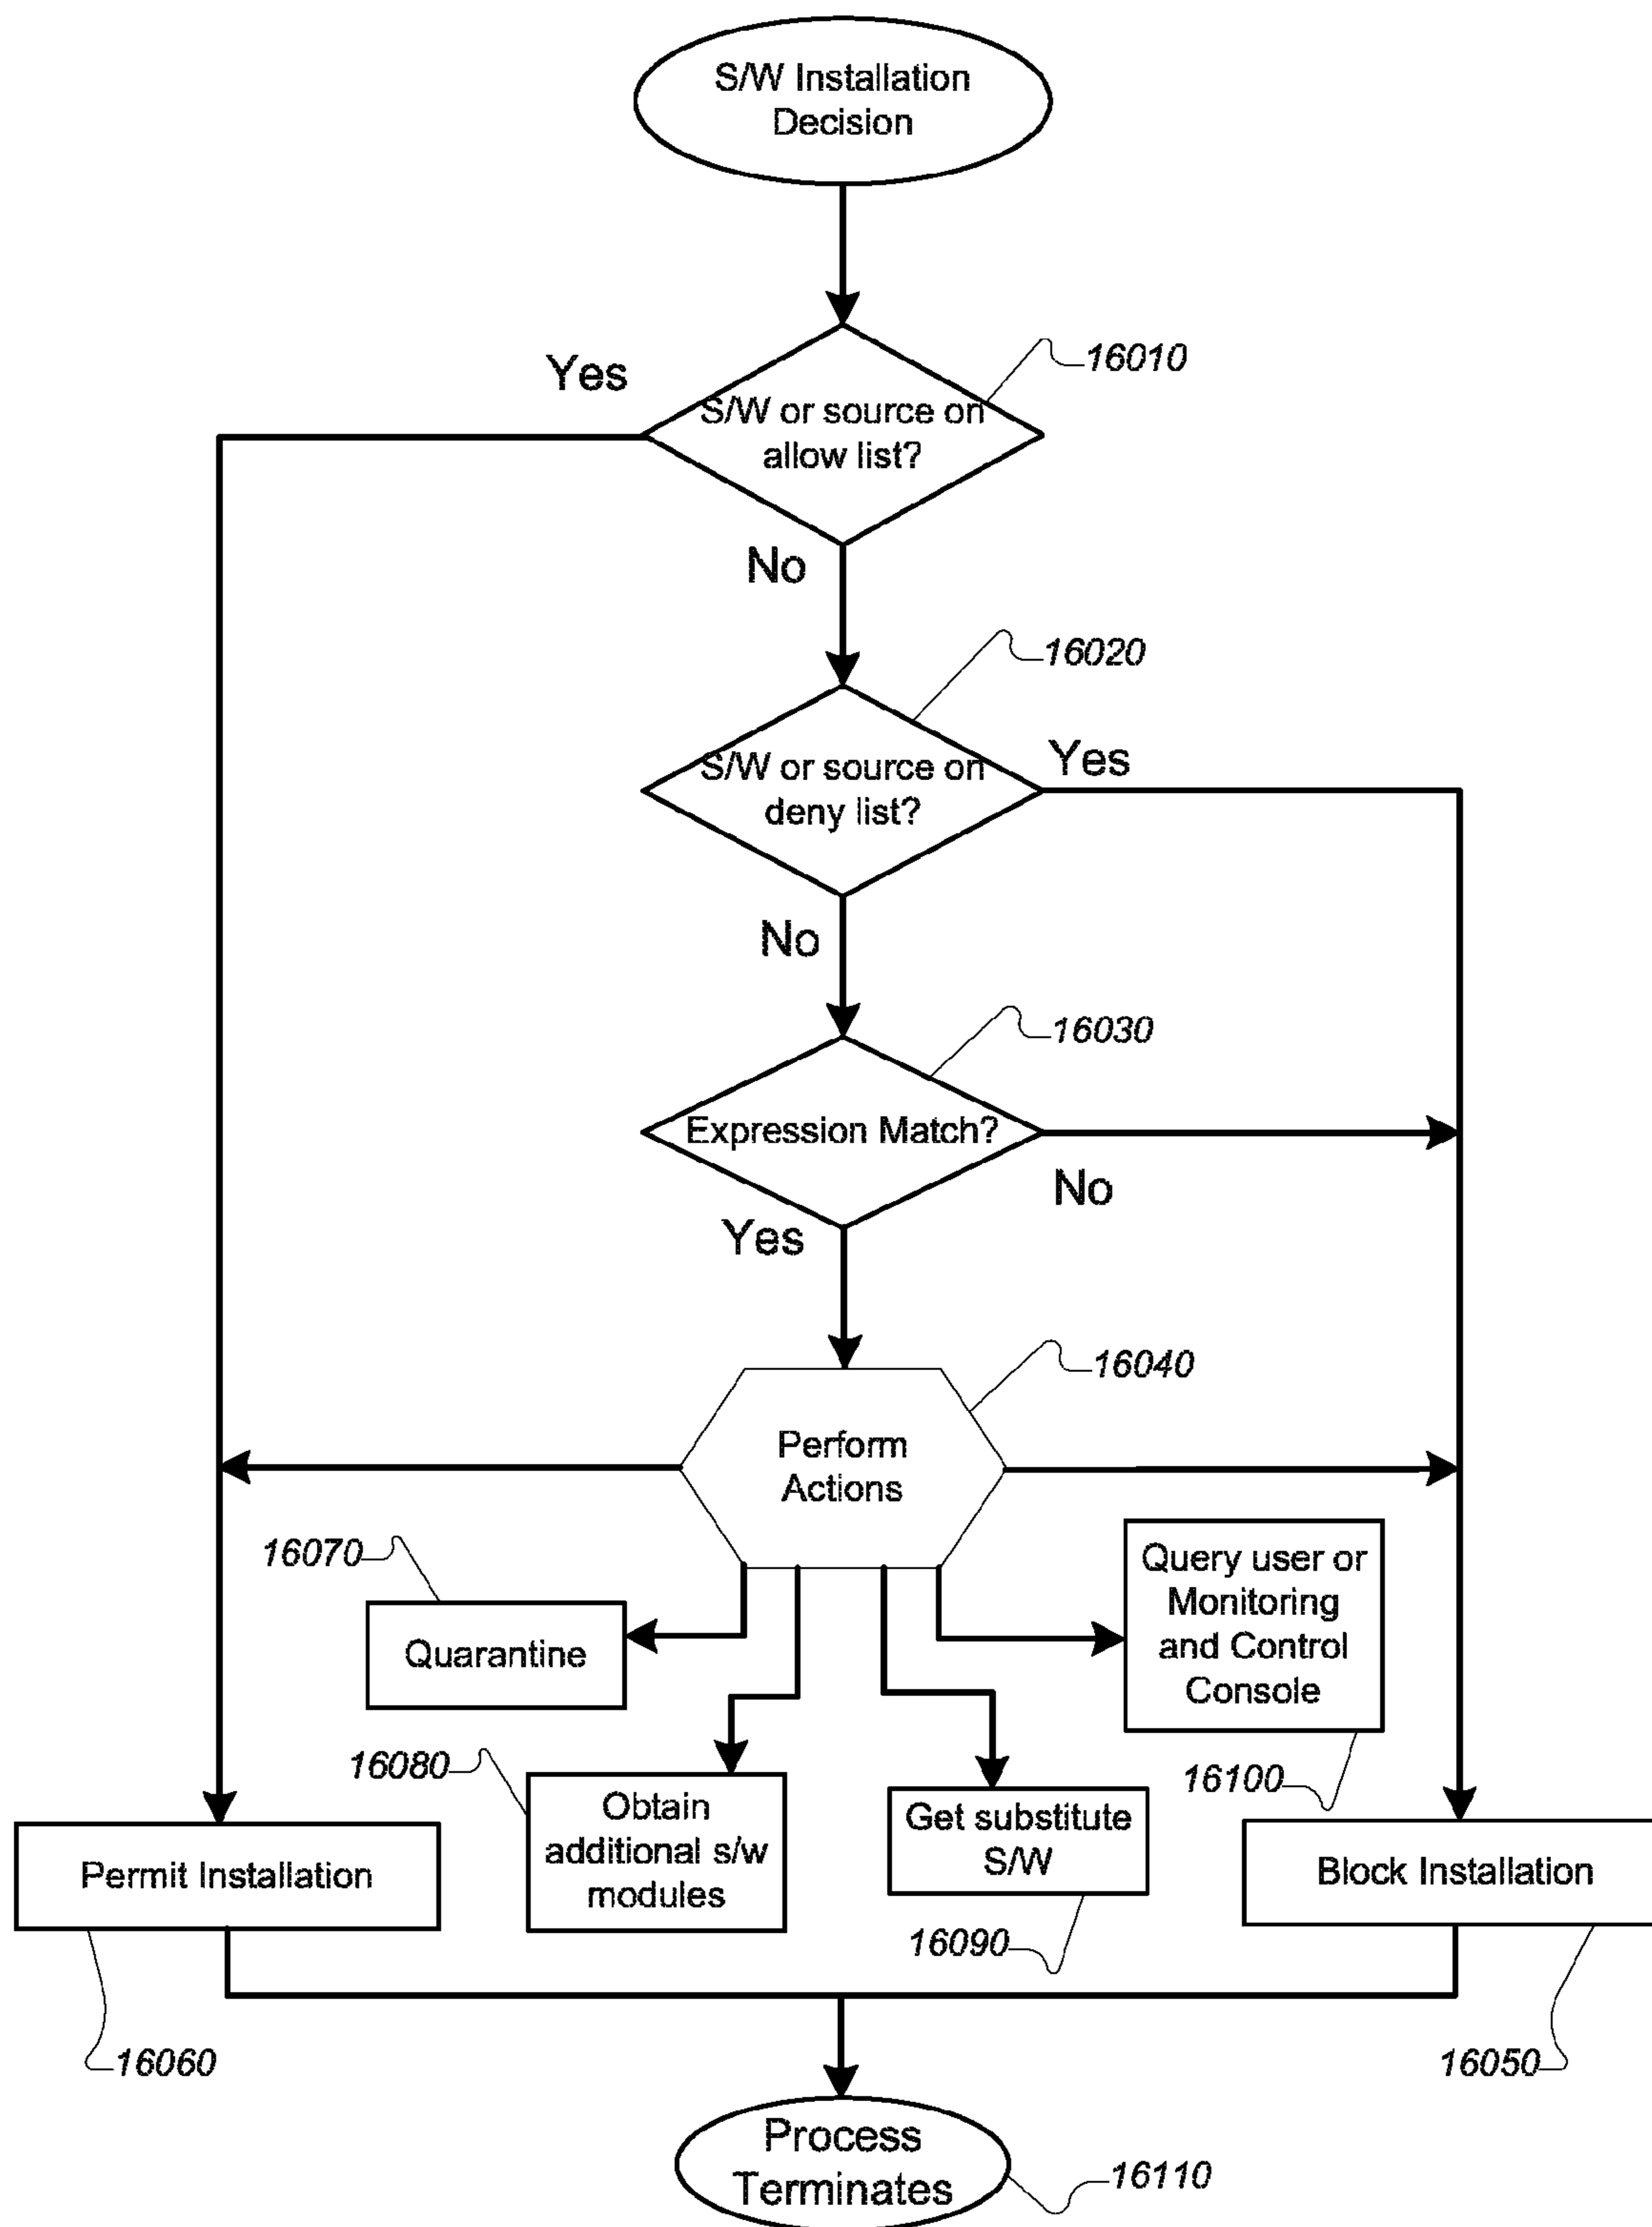 S/W Installation
Decision
16010
Yes
S/W or source on
allow list?
No
16020
Yes
S/W or source on
deny list?
No
16030
Expression Match?
No
Yes
16040
Perform
Actions
16070
Quarantine
Query user or
Monitoring
and Control
Console
16080
Obtain
additional s/w
modules
16100
Get substitute
S/W
16090
Permit Installation
Block Installation
16060
16050
Process
Terminates
16110